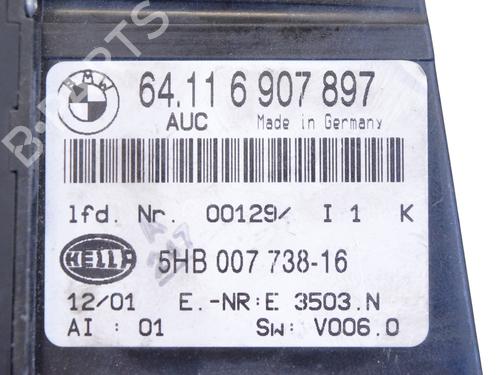 BMW
64.11 6 907 897
AUC Made in Germany
lfd. Nr. 00129/ I 1 K
HELLA 5HB 007 738-16
12/01 E.-NR:E 3503.N
AI : 01 Sw: V006.0
B-PARTS